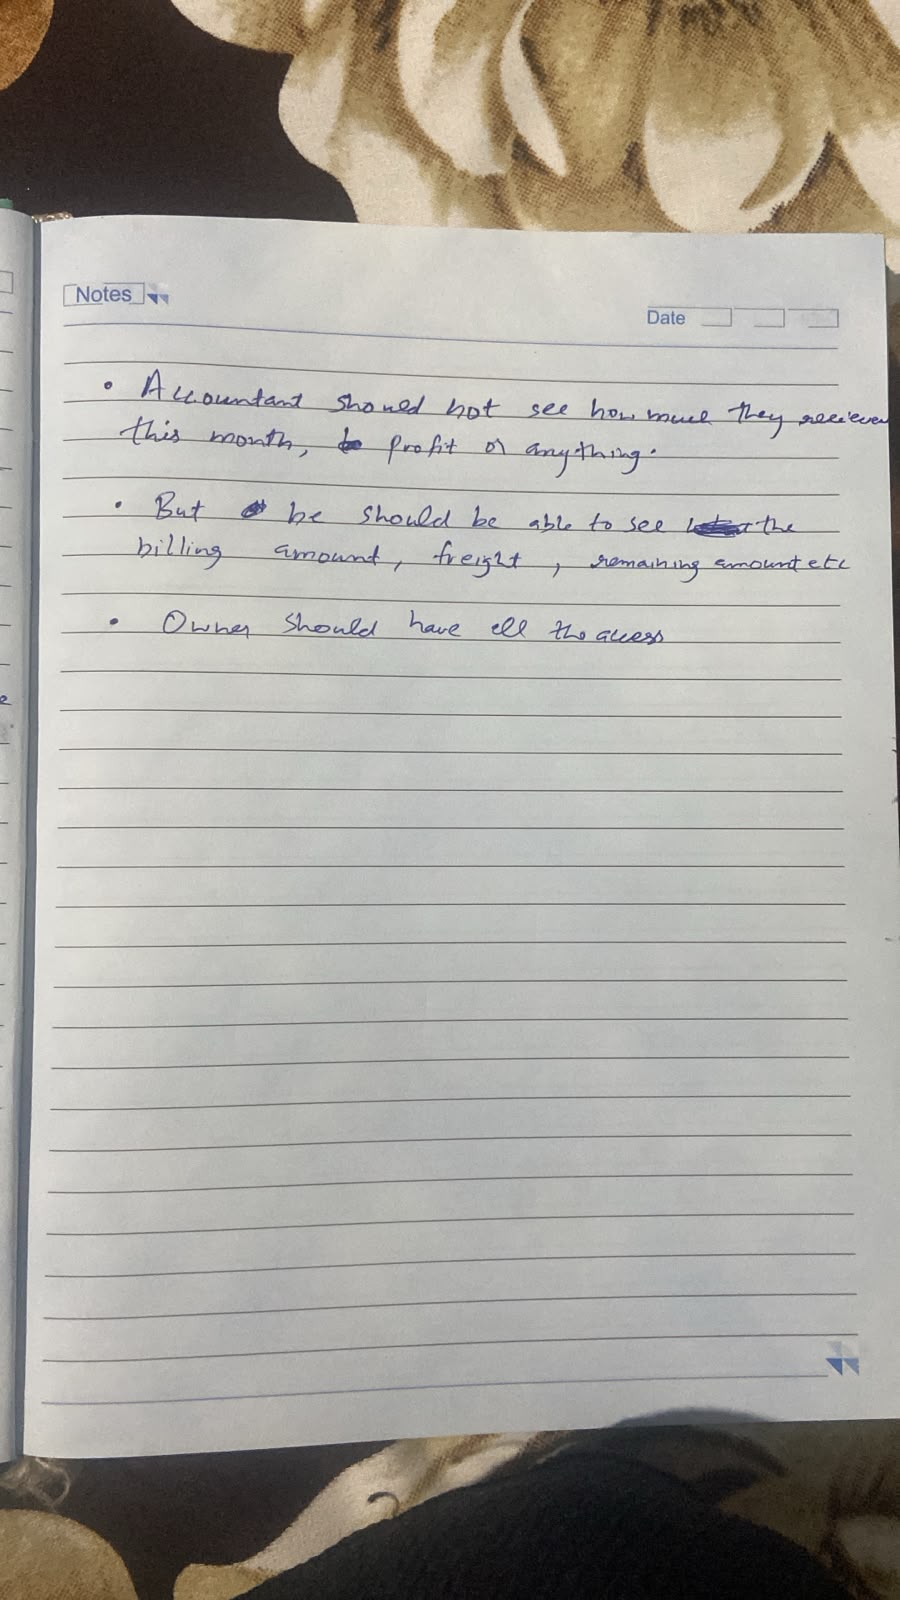 Notes
Date
• Accountant should not see how much they recieved
this month, profit or anything.
• But he should be able to see the
billing amount, freight, remaining amount etc
• Owner should have all the access